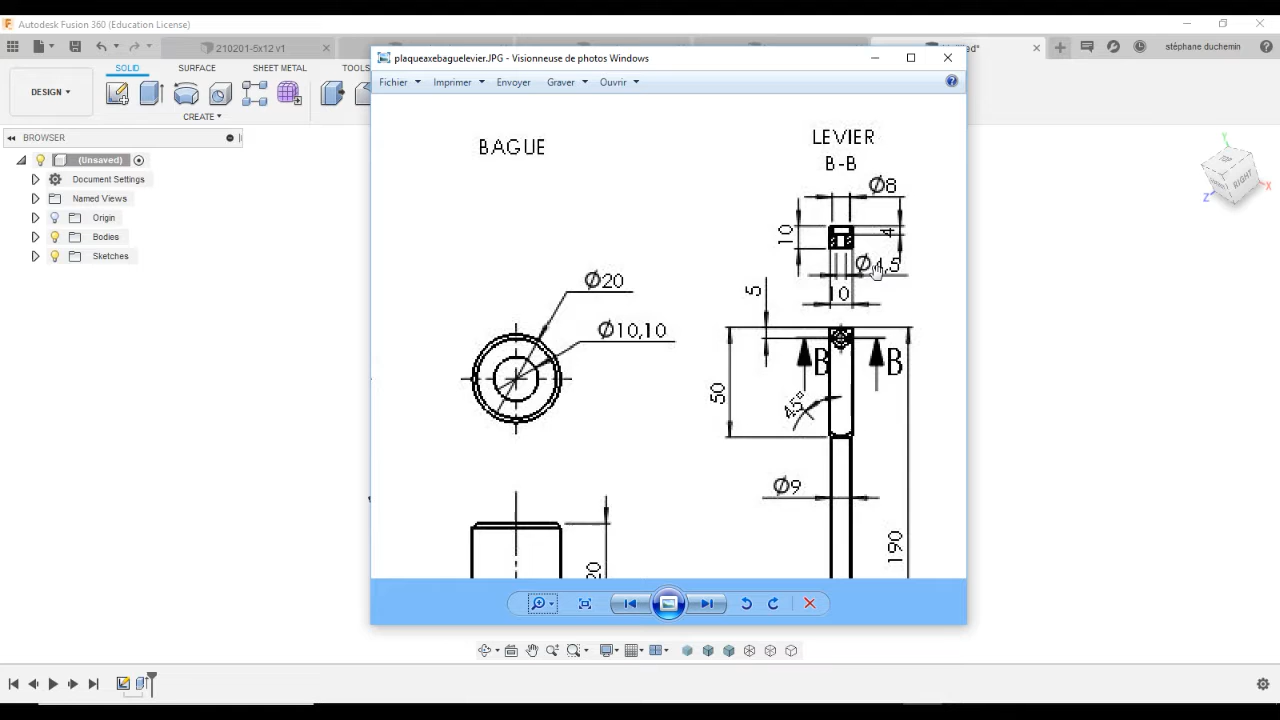 Autodesk Fusion 360 (Education License)
210201-5x12 v1
stéphane duchemin
SOLID
SURFACE
SHEET METAL
TOOLS
DESIGN
CREATE
BROWSER
(Unsaved)
Document Settings
Named Views
Origin
Bodies
Sketches
plaqueaxebaguelevier.JPG - Visionneuse de photos Windows
Fichier
Imprimer
Envoyer
Graver
Ouvrir
BAGUE
LEVIER
B-B
Ø8
10
4
Ø4,5
10
5
Ø20
Ø10,10
B
B
50
45°
Ø9
190
20
RIGHT
Y
X
Z